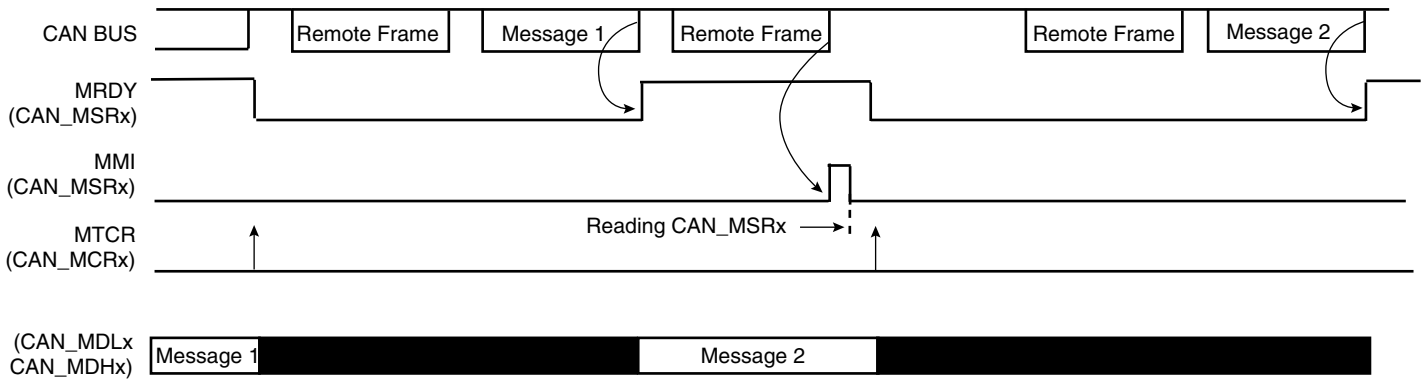 CAN BUS
Remote Frame
Message 1
Remote Frame
Remote Frame
Message 2
MRDY
(CAN_MSRx)
MMI
(CAN_MSRx)
Reading CAN_MSRx
MTCR
(CAN_MCRx)
(CAN_MDLx
CAN_MDHx)
Message 1
Message 2